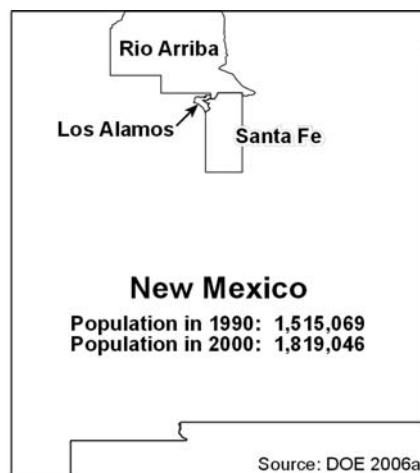 Rio Arriba
Los Alamos
Santa Fe
New Mexico
Population in 1990: 1,515,069
Population in 2000: 1,819,046
Source: DOE 2006a